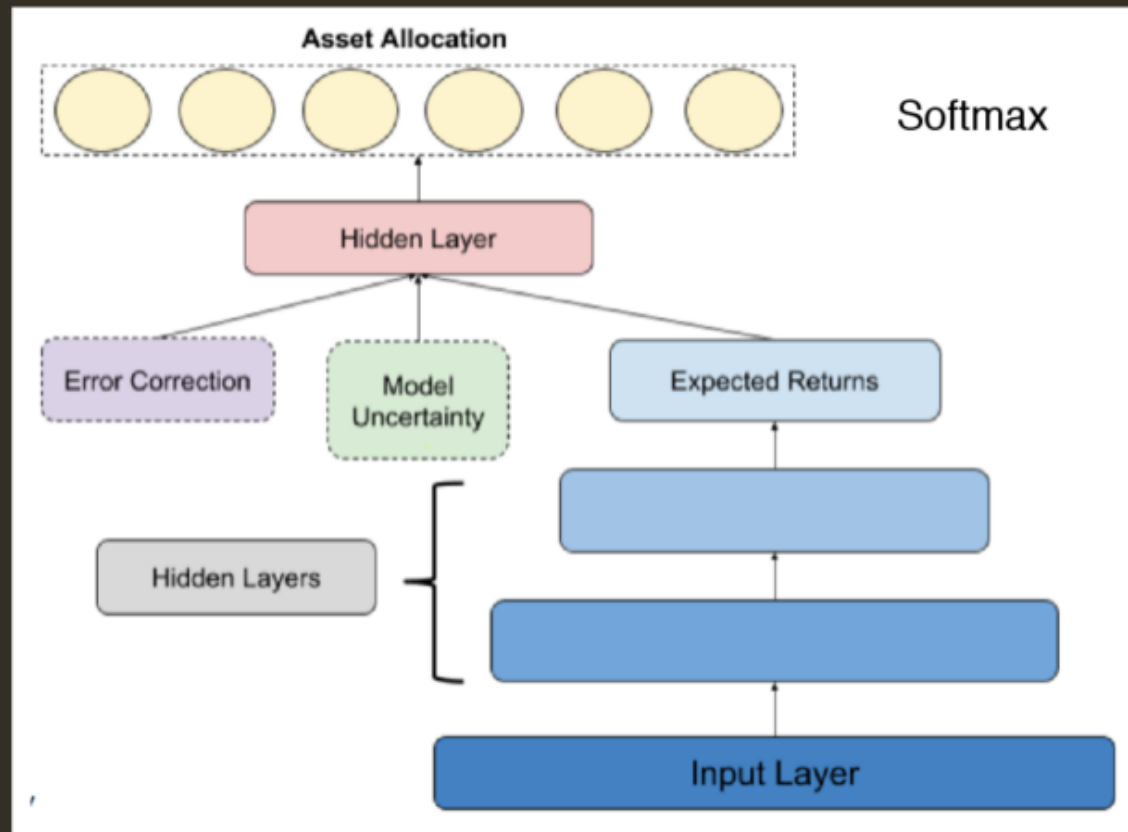 Asset Allocation
Softmax
Hidden Layer
Error Correction
Model
Uncertainty
Expected Returns
Hidden Layers
Input Layer
,